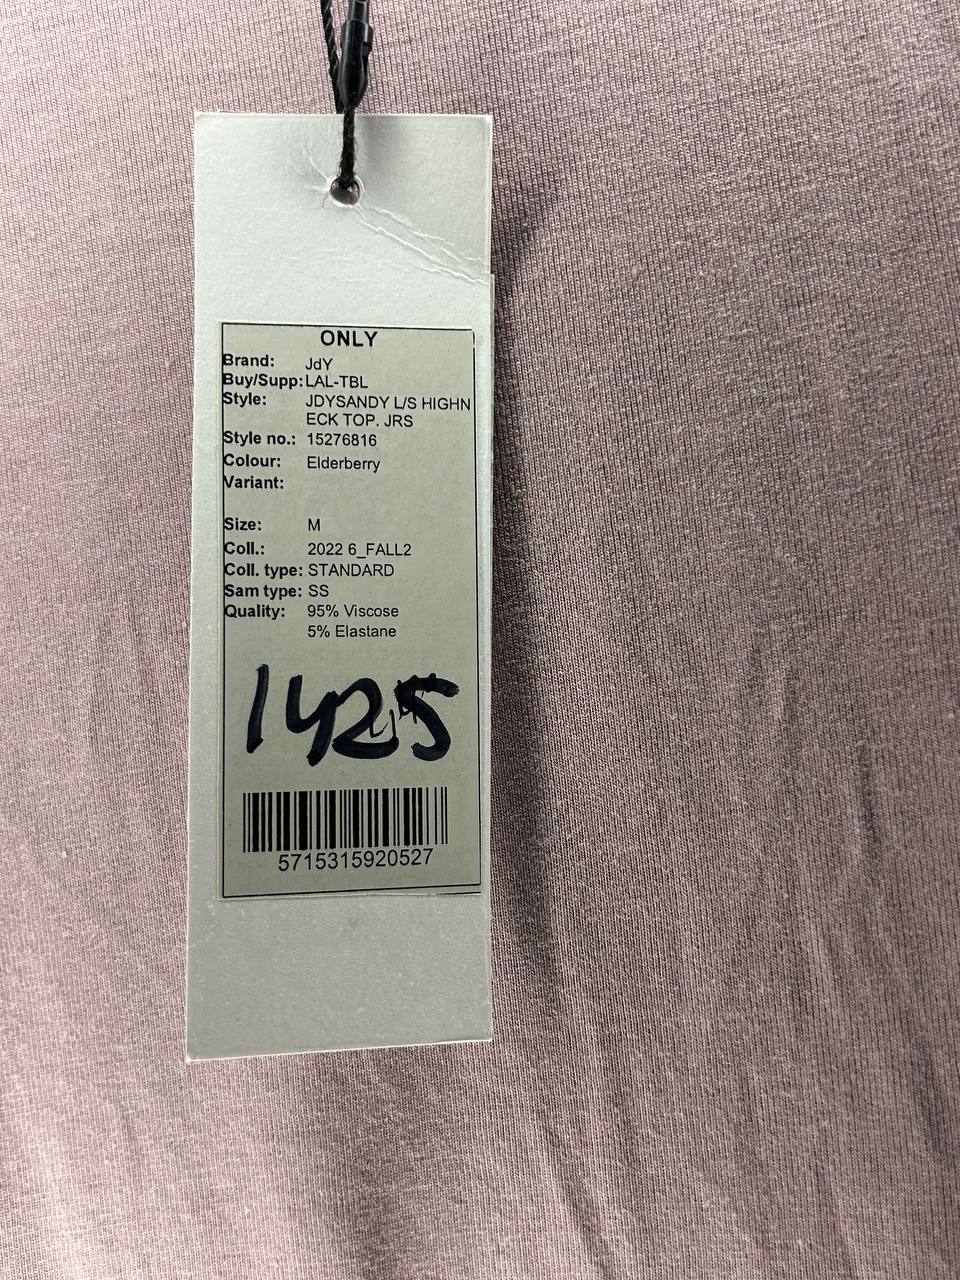 ONLY
Brand: JdY
Buy/Supp: LAL-TBL
Style: JDYSANDY L/S HIGHN
ECK TOP. JRS
Style no.: 15276816
Colour: Elderberry
Variant:
Size: M
Coll.: 2022 6_FALL2
Coll. type: STANDARD
Sam type: SS
Quality: 95% Viscose
5% Elastane
1425
5715315920527